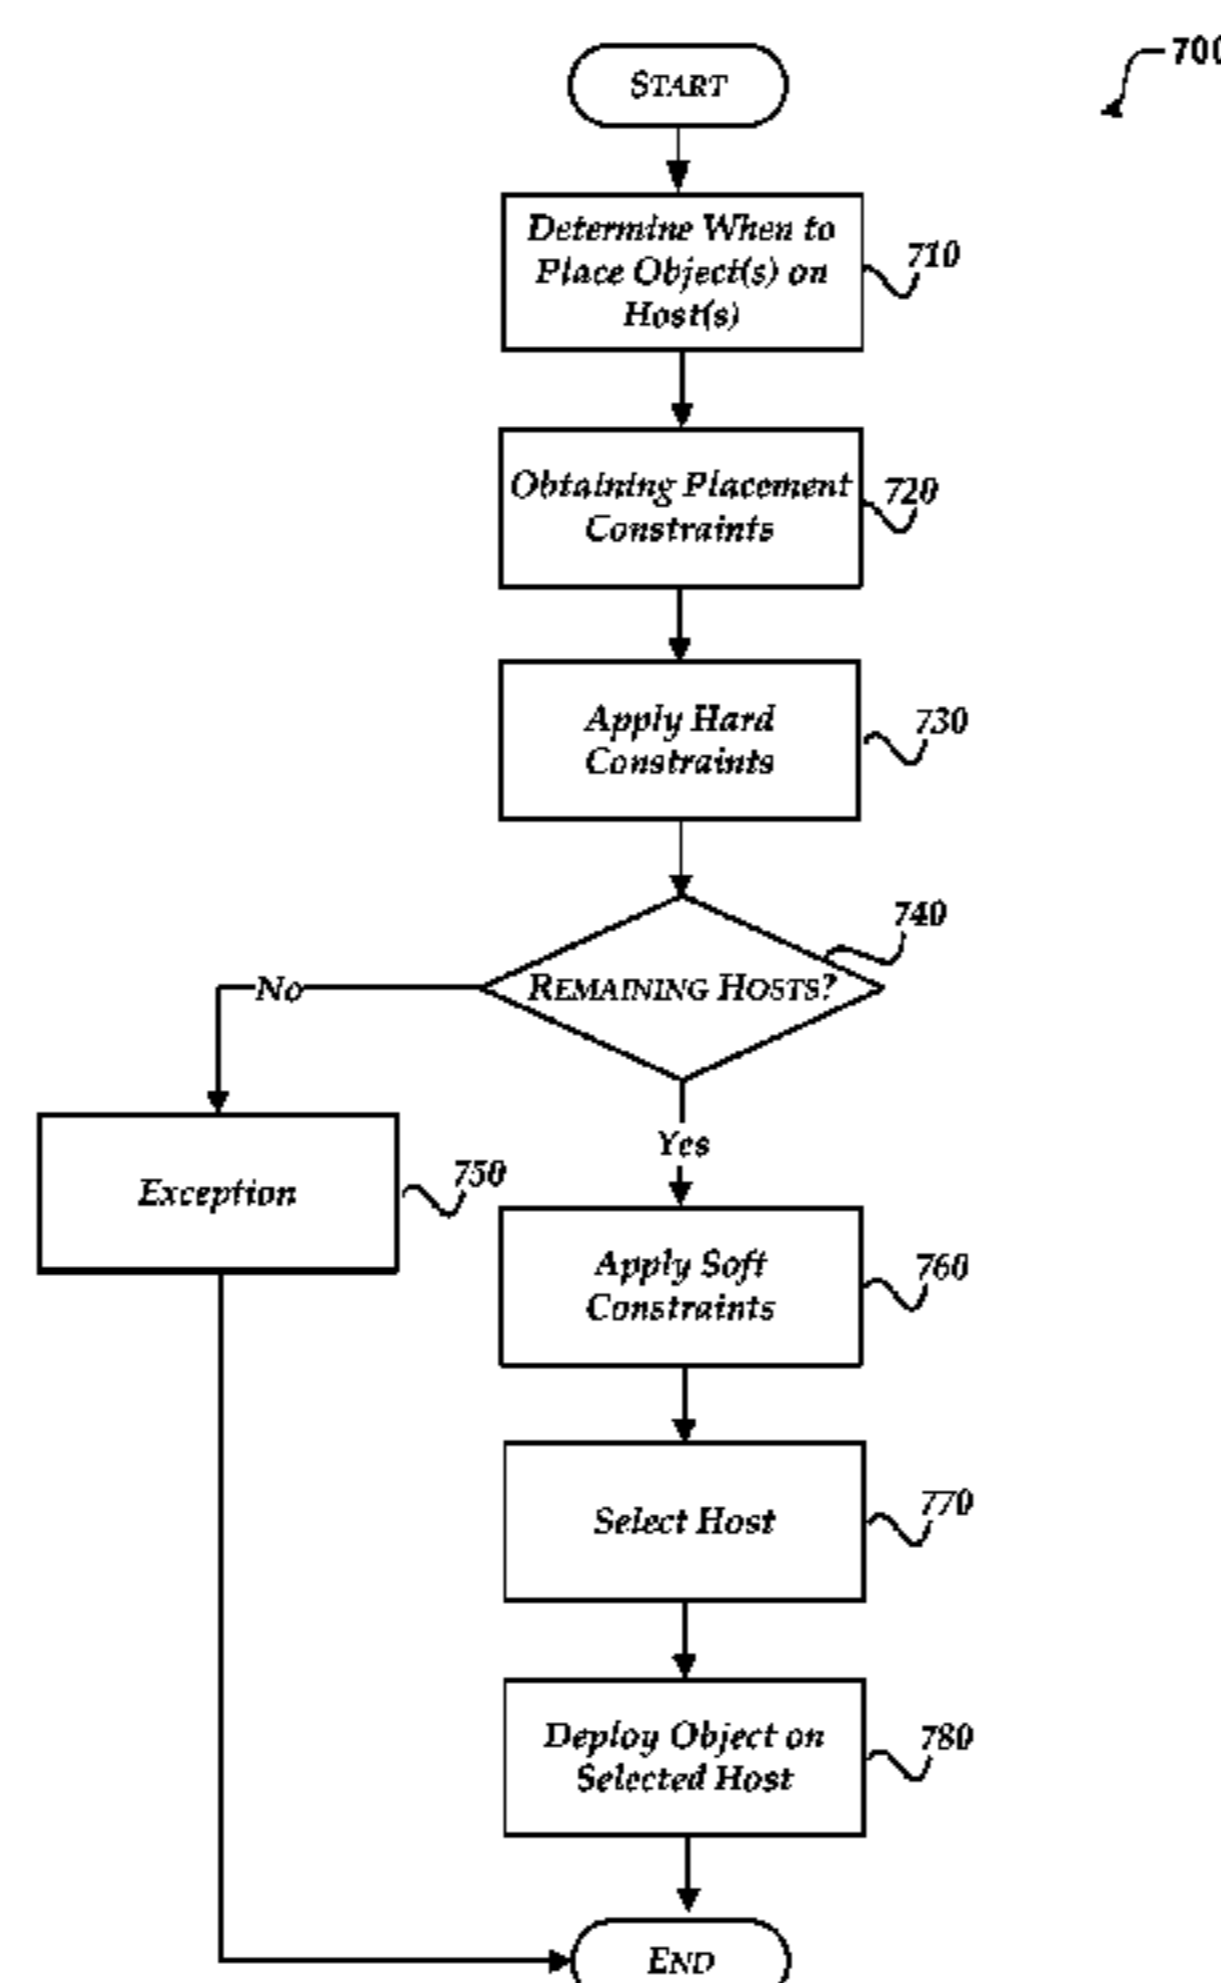 700
START
Determine When to
Place Object(s) on
Host(s)
710
Obtaining Placement
Constraints
720
Apply Hard
Constraints
730
740
REMAINING HOSTS?
No
Yes
Exception
750
Apply Soft
Constraints
760
Select Host
770
Deploy Object on
Selected Host
780
END